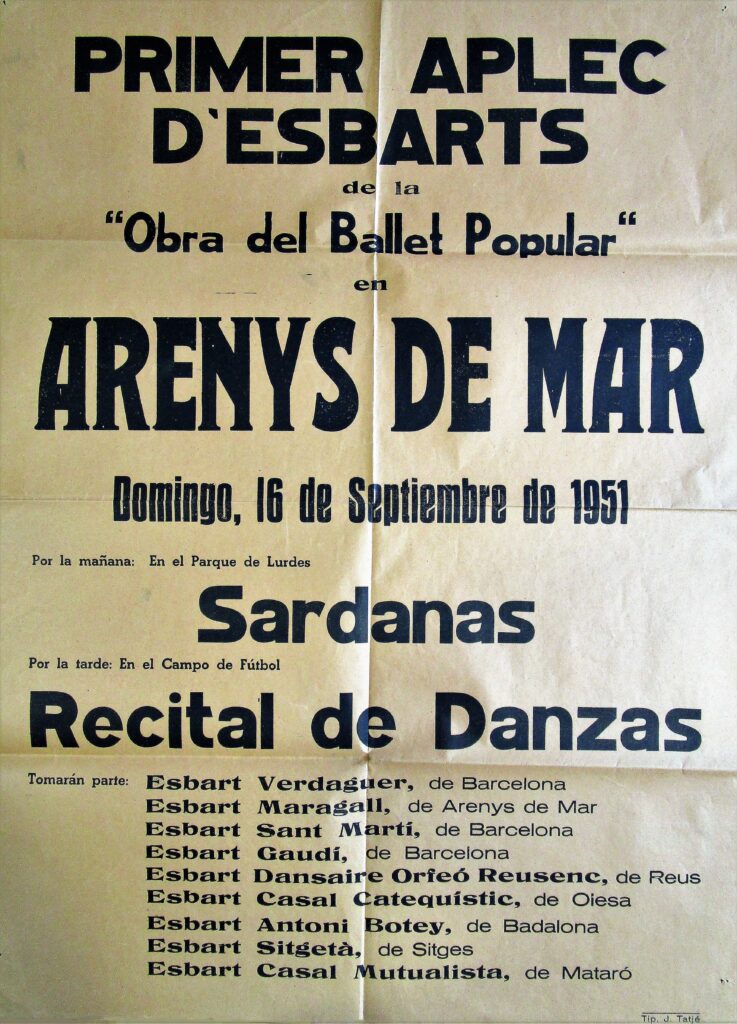 PRIMER APLEC
D'ESBARTS
de la
“Obra del Ballet Popular“
en
ARENYS DE MAR
Domingo, 16 de Septiembre de 1951
Por la mañana: En el Parque de Lurdes
Sardanas
Por la tarde: En el Campo de Fútbol
Recital de Danzas
Tomarán parte: Esbart Verdaguer, de Barcelona
Esbart Maragall, de Arenys de Mar
Esbart Sant Martí, de Barcelona
Esbart Gaudí, de Barcelona
Esbart Dansaire Orfeó Reusenc, de Reus
Esbart Casal Catequístic, de Olesa
Esbart Antoni Botey, de Badalona
Esbart Sitgetà, de Sitges
Esbart Casal Mutualista, de Mataró
Tip. J. Tatjé